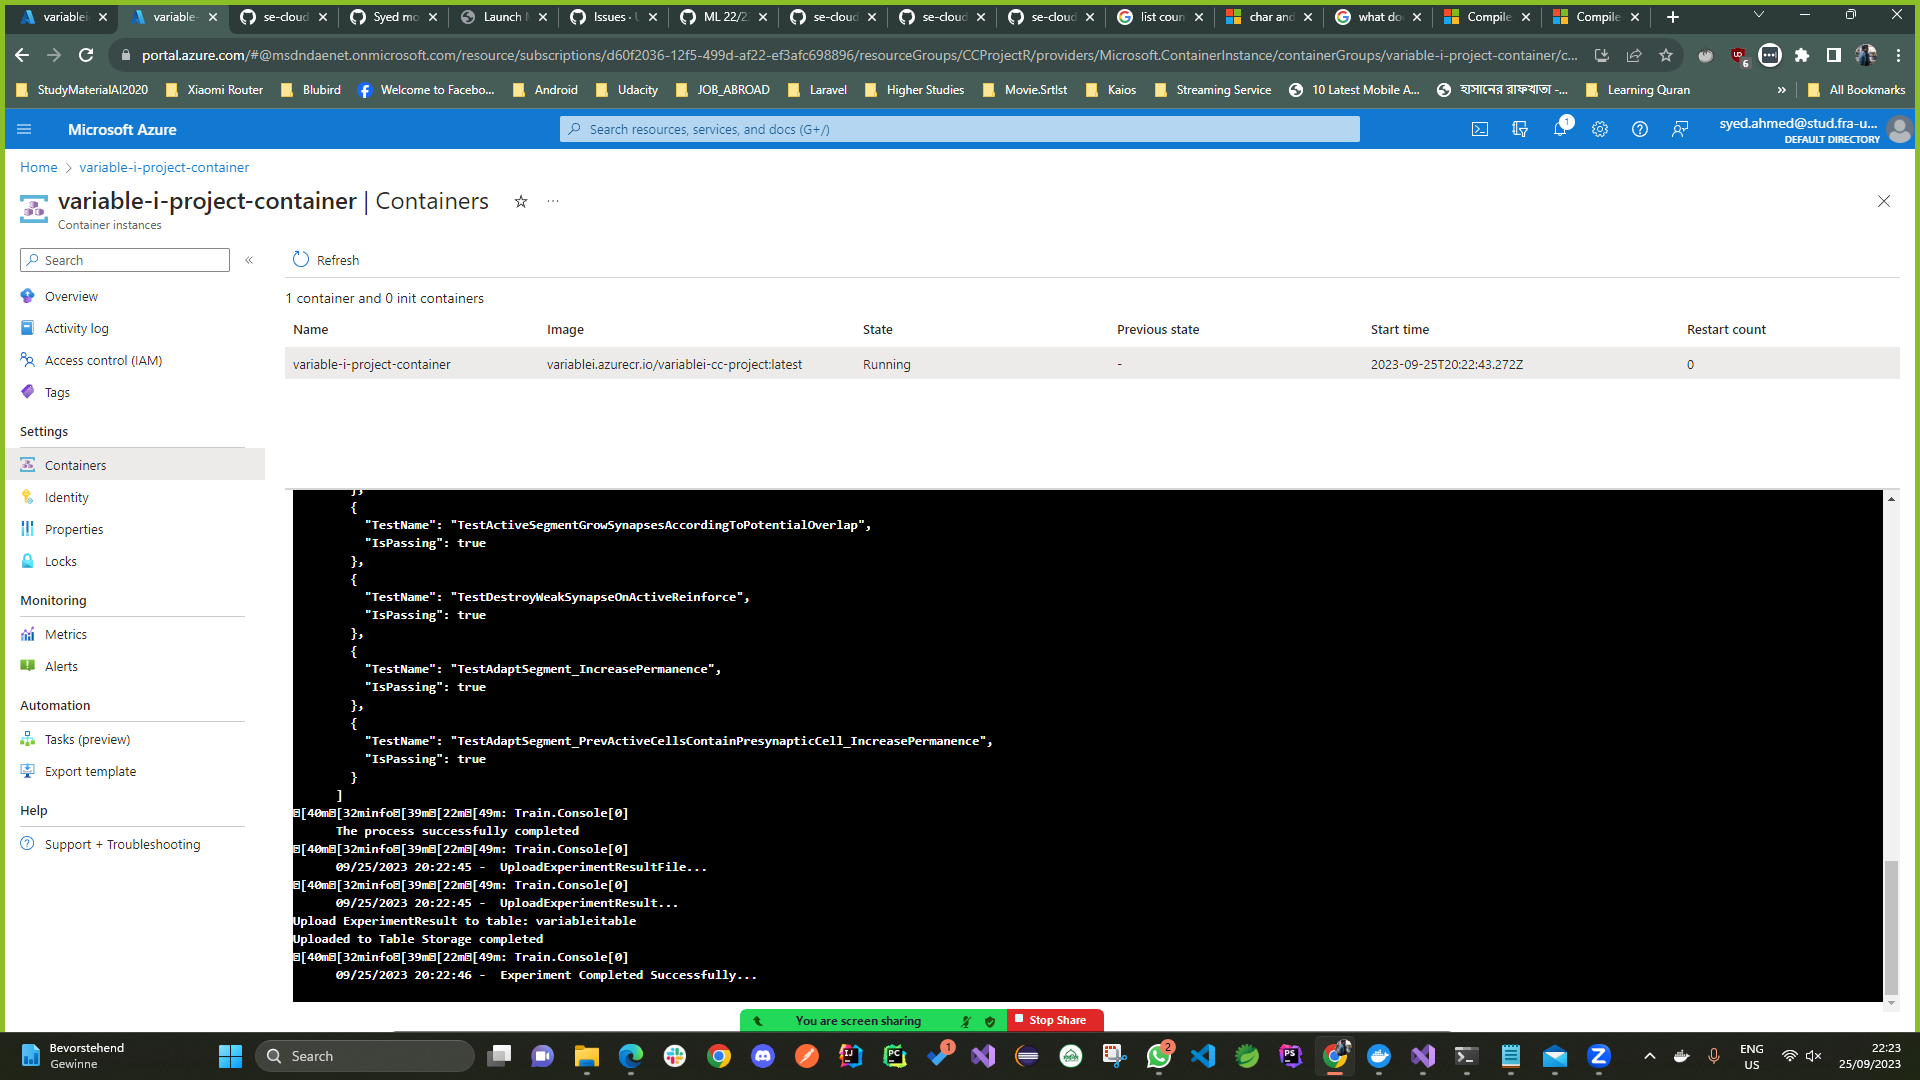 variablei
variable-
se-cloud
Syed mo
Launch M
Issues · U
ML 22/2
se-cloud
se-cloud
se-cloud
list coun
char and
what do
Compile
Compile
portal.azure.com/#@msdndaenet.onmicrosoft.com/resource/subscriptions/d60f2036-12f5-499d-af22-ef3afc698896/resourceGroups/CCProjectR/providers/Microsoft.ContainerInstance/containerGroups/variable-i-project-container/c...
6
StudyMaterialAI2020
Xiaomi Router
Blubird
Welcome to Facebo...
Android
Udacity
JOB_ABROAD
Laravel
Higher Studies
Movie.Srtlst
Kaios
Streaming Service
10 Latest Mobile A...
হাসানের রাফখাতা -...
Learning Quran
»
All Bookmarks
Microsoft Azure
Search resources, services, and docs (G+/)
1
syed.ahmed@stud.fra-u...
DEFAULT DIRECTORY
Home > variable-i-project-container
variable-i-project-container | Containers
Container instances
Search
«
Refresh
Overview
Activity log
Access control (IAM)
Tags
Settings
Containers
Identity
Properties
Locks
Monitoring
Metrics
Alerts
Automation
Tasks (preview)
Export template
Help
Support + Troubleshooting
1 container and 0 init containers
Name Image State Previous state Start time Restart count
variable-i-project-container variablei.azurecr.io/variablei-cc-project:latest Running - 2023-09-25T20:22:43.272Z 0
},
{
"TestName": "TestActiveSegmentGrowSynapsesAccordingToPotentialOverlap",
"IsPassing": true
},
{
"TestName": "TestDestroyWeakSynapseOnActiveReinforce",
"IsPassing": true
},
{
"TestName": "TestAdaptSegment_IncreasePermanence",
"IsPassing": true
},
{
"TestName": "TestAdaptSegment_PrevActiveCellsContainPresynapticCell_IncreasePermanence",
"IsPassing": true
}
]
[40m[32minfo[39m[22m[49m: Train.Console[0]
The process successfully completed
[40m[32minfo[39m[22m[49m: Train.Console[0]
09/25/2023 20:22:45 - UploadExperimentResultFile...
[40m[32minfo[39m[22m[49m: Train.Console[0]
09/25/2023 20:22:45 - UploadExperimentResult...
Upload ExperimentResult to table: variableitable
Uploaded to Table Storage completed
[40m[32minfo[39m[22m[49m: Train.Console[0]
09/25/2023 20:22:46 - Experiment Completed Successfully...
You are screen sharing
Stop Share
Bevorstehend
Gewinne
Search
1
2
ENG
US
22:23
25/09/2023